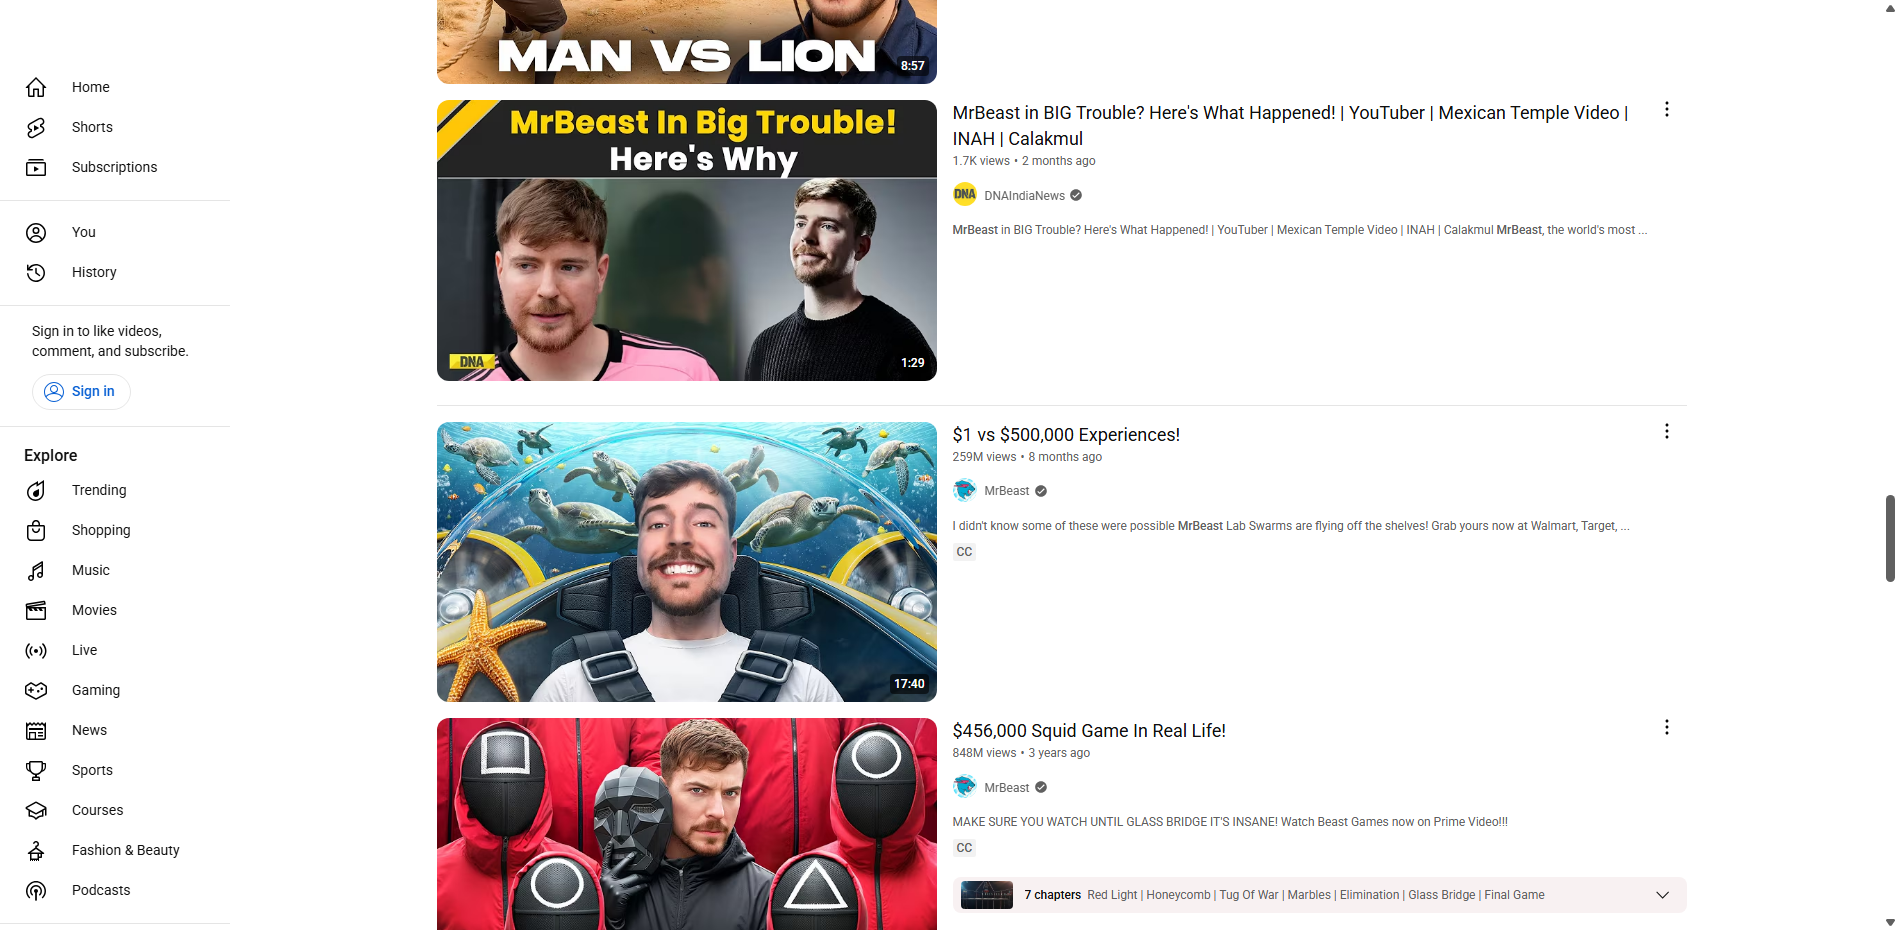 MAN VS LION
8:57
Home
Shorts
Subscriptions
You
History
Sign in to like videos,
comment, and subscribe.
Sign in
Explore
Trending
Shopping
Music
Movies
Live
Gaming
News
Sports
Courses
Fashion & Beauty
Podcasts
MrBeast In Big Trouble!
Here's Why
DNA
1:29
MrBeast in BIG Trouble? Here's What Happened! | YouTuber | Mexican Temple Video |
INAH | Calakmul
1.7K views • 2 months ago
DNA
DNAIndiaNews
MrBeast in BIG Trouble? Here's What Happened! | YouTuber | Mexican Temple Video | INAH | Calakmul MrBeast, the world's most ...
17:40
$1 vs $500,000 Experiences!
259M views • 8 months ago
MrBeast
I didn't know some of these were possible MrBeast Lab Swarms are flying off the shelves! Grab yours now at Walmart, Target, ...
CC
$456,000 Squid Game In Real Life!
848M views • 3 years ago
MrBeast
MAKE SURE YOU WATCH UNTIL GLASS BRIDGE IT'S INSANE! Watch Beast Games now on Prime Video!!!
CC
7 chapters Red Light | Honeycomb | Tug Of War | Marbles | Elimination | Glass Bridge | Final Game